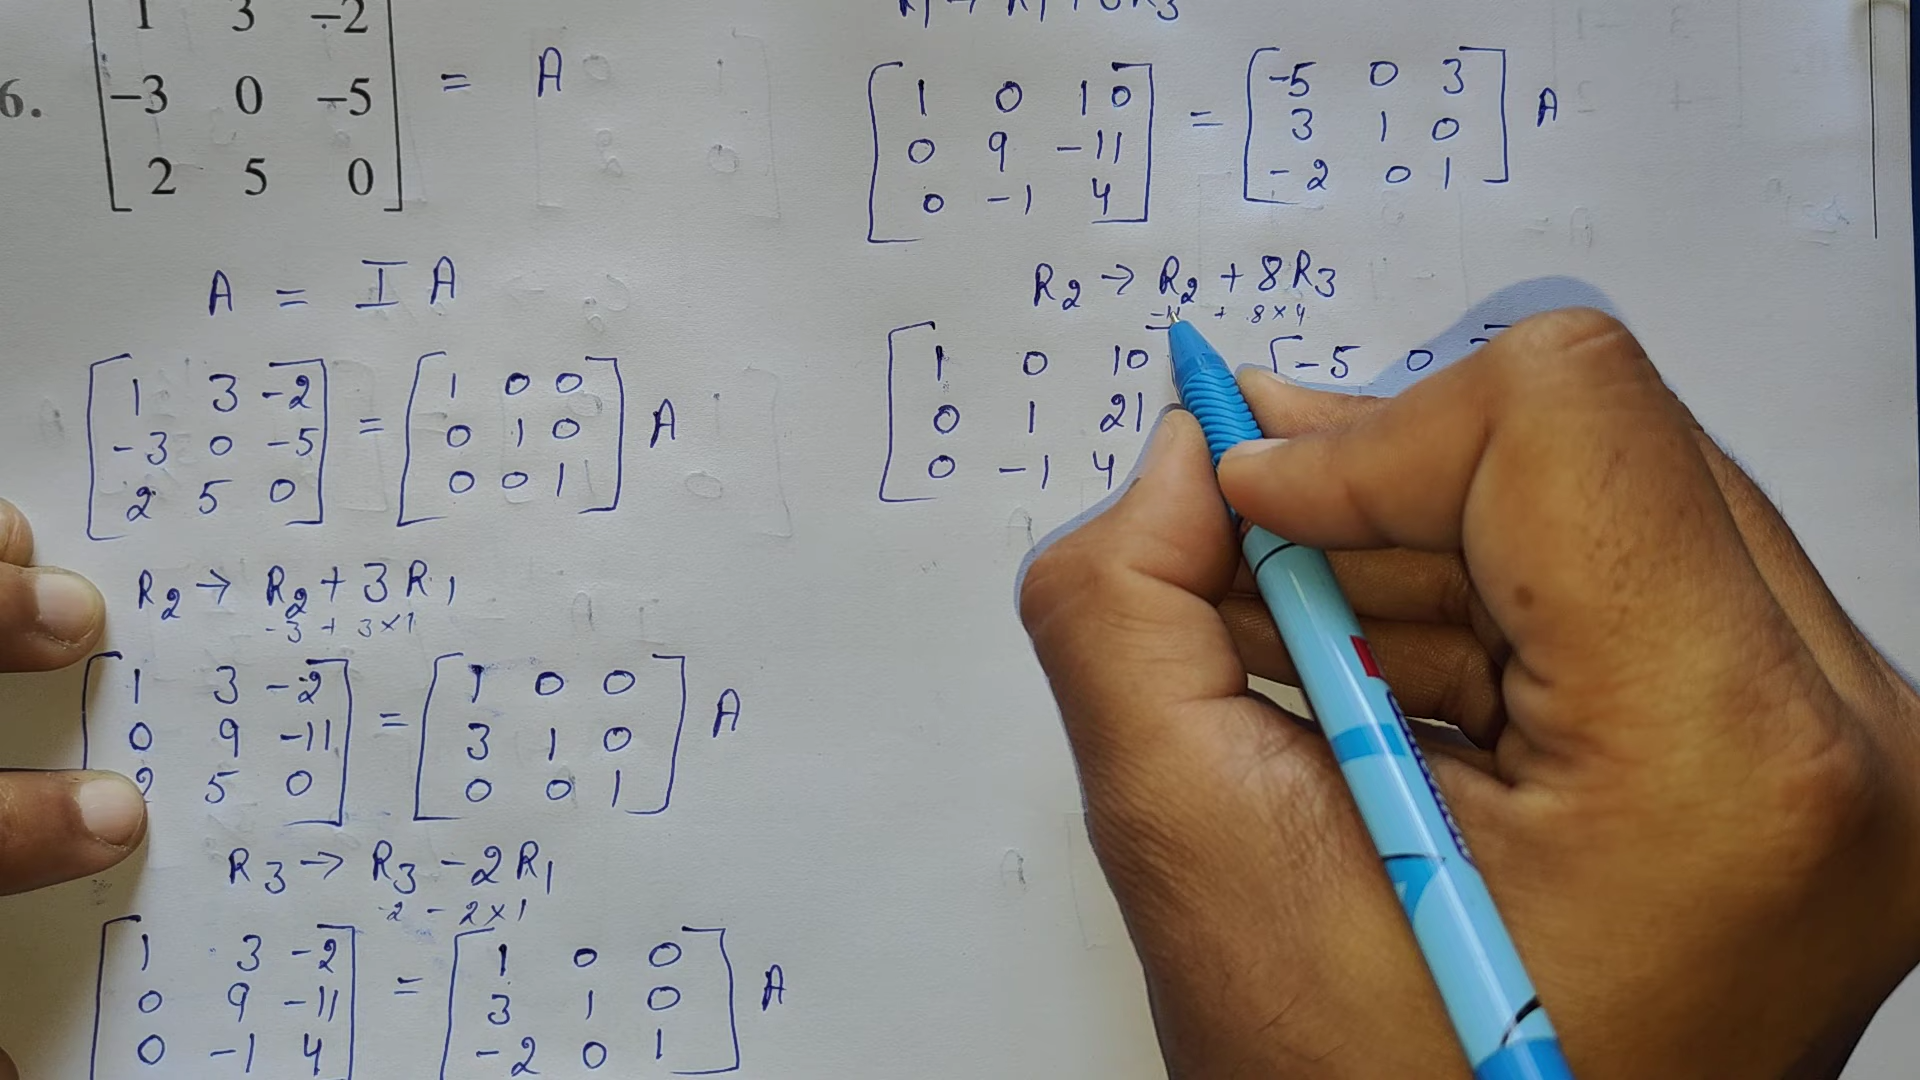 1 3 -2
6. -3 0 -5 = A
2 5 0
A = I A
1 3 -2 1 0 0
-3 0 -5 = 0 1 0 A
2 5 0 0 0 1
R2 → R2 + 3R1
-3 + 3×1
1 3 -2 1 0 0
0 9 -11 = 3 1 0 A
2 5 0 0 0 1
R3 → R3 - 2R1
2 - 2×1
1 3 -2 1 0 0
0 9 -11 = 3 1 0 A
0 -1 4 -2 0 1
1 0 10 -5 0 3
0 9 -11 = 3 1 0 A
0 -1 4 -2 0 1
R2 → R2 + 8R3
+ 8×4
1 0 10 -5 0
0 1 21
0 -1 4